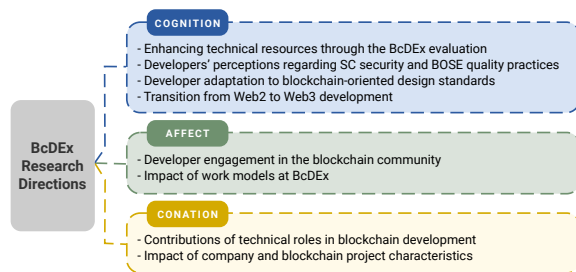 COGNITION
- Enhancing technical resources through the BcDEx evaluation
- Developers' perceptions regarding SC security and BOSE quality practices
- Developer adaptation to blockchain-oriented design standards
- Transition from Web2 to Web3 development
BcDEx
Research
Directions
AFFECT
- Developer engagement in the blockchain community
- Impact of work models at BcDEx
CONATION
- Contributions of technical roles in blockchain development
- Impact of company and blockchain project characteristics